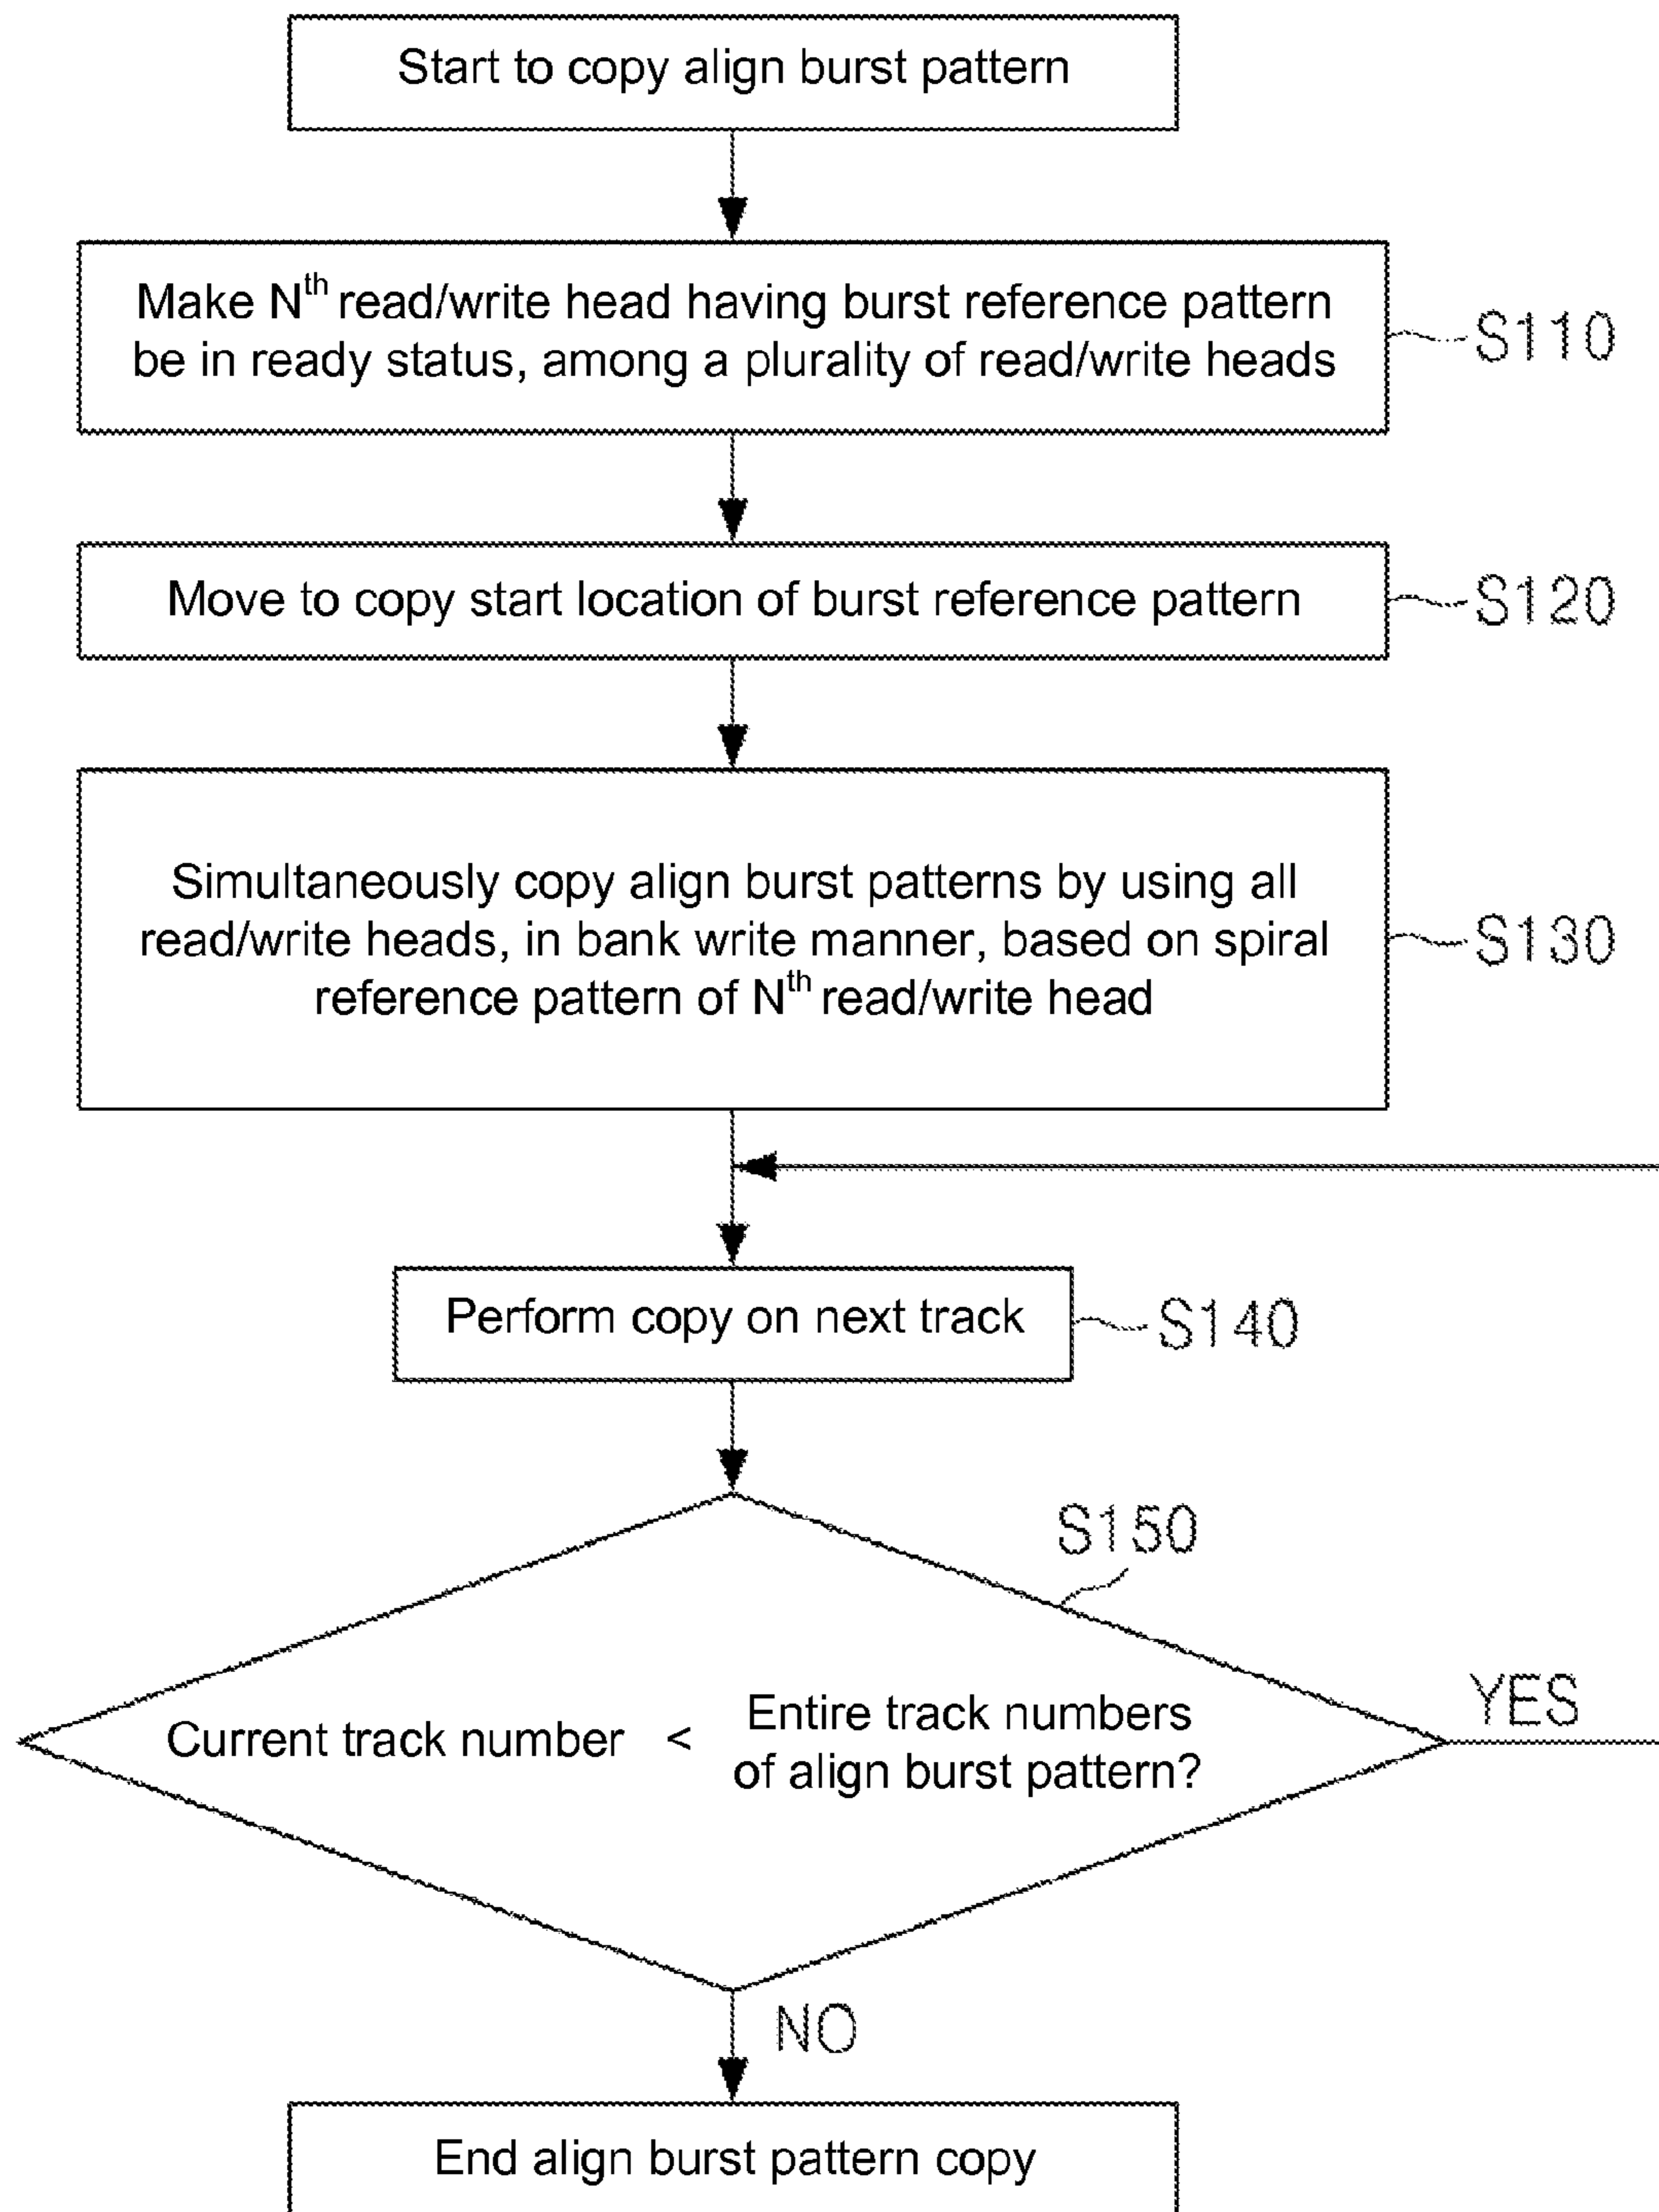 Start to copy align burst pattern
Make Nth read/write head having burst reference pattern
be in ready status, among a plurality of read/write heads
S110
Move to copy start location of burst reference pattern
S120
Simultaneously copy align burst patterns by using all
read/write heads, in bank write manner, based on spiral
reference pattern of Nth read/write head
S130
Perform copy on next track
S140
S150
Current track number < Entire track numbers
of align burst pattern?
YES
NO
End align burst pattern copy